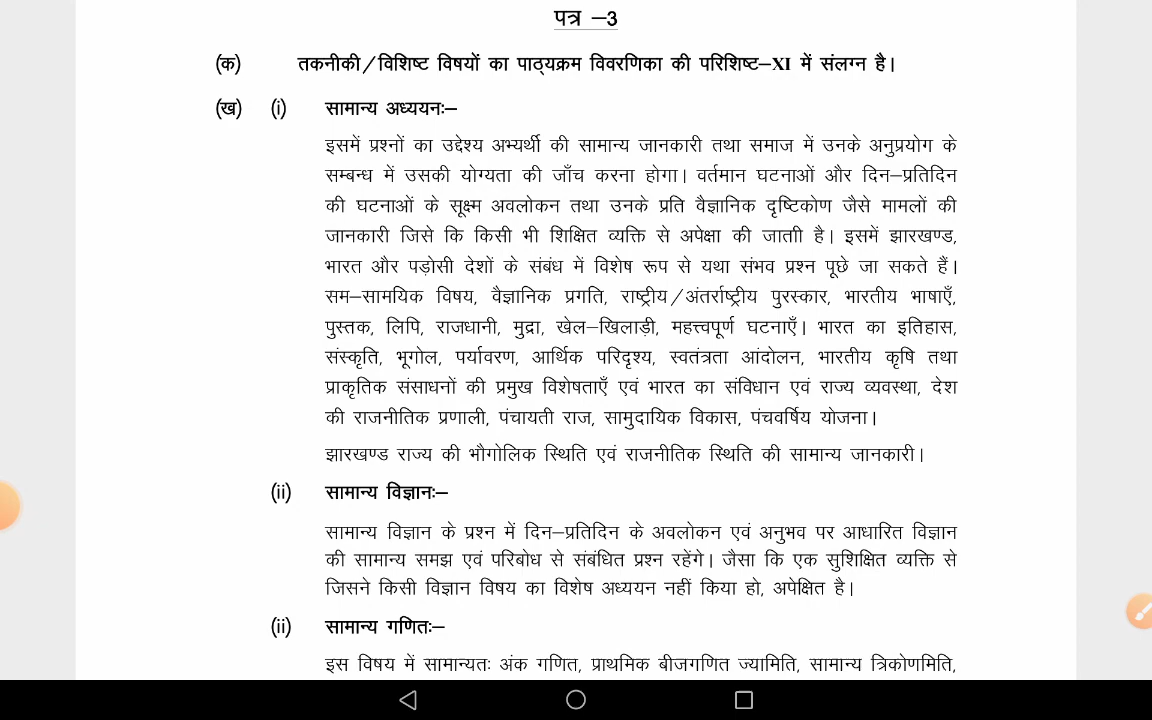 पत्र –3
(क) तकनीकी/विशिष्ट विषयों का पाठ्यक्रम विवरणिका की परिशिष्ट–XI में संलग्न है।
(ख) (i) सामान्य अध्ययनः–
इसमें प्रश्नों का उद्देश्य अभ्यर्थी की सामान्य जानकारी तथा समाज में उनके अनुप्रयोग के
सम्बन्ध में उसकी योग्यता की जाँच करना होगा। वर्तमान घटनाओं और दिन–प्रतिदिन
की घटनाओं के सूक्ष्म अवलोकन तथा उनके प्रति वैज्ञानिक दृष्टिकोण जैसे मामलों की
जानकारी जिसे कि किसी भी शिक्षित व्यक्ति से अपेक्षा की जाताी है। इसमें झारखण्ड,
भारत और पड़ोसी देशों के संबंध में विशेष रूप से यथा संभव प्रश्न पूछे जा सकते हैं।
सम–सामयिक विषय, वैज्ञानिक प्रगति, राष्ट्रीय/अंतर्राष्ट्रीय पुरस्कार, भारतीय भाषाएँ,
पुस्तक, लिपि, राजधानी, मुद्रा, खेल–खिलाड़ी, महत्त्वपूर्ण घटनाएँ। भारत का इतिहास,
संस्कृति, भूगोल, पर्यावरण, आर्थिक परिदृश्य, स्वतंत्रता आंदोलन, भारतीय कृषि तथा
प्राकृतिक संसाधनों की प्रमुख विशेषताएँ एवं भारत का संविधान एवं राज्य व्यवस्था, देश
की राजनीतिक प्रणाली, पंचायती राज, सामुदायिक विकास, पंचवर्षिय योजना।
झारखण्ड राज्य की भौगोलिक स्थिति एवं राजनीतिक स्थिति की सामान्य जानकारी।
(ii) सामान्य विज्ञानः–
सामान्य विज्ञान के प्रश्न में दिन–प्रतिदिन के अवलोकन एवं अनुभव पर आधारित विज्ञान
की सामान्य समझ एवं परिबोध से संबंधित प्रश्न रहेंगे। जैसा कि एक सुशिक्षित व्यक्ति से
जिसने किसी विज्ञान विषय का विशेष अध्ययन नहीं किया हो, अपेक्षित है।
(ii) सामान्य गणितः–
इस विषय में सामान्यतः अंक गणित, प्राथमिक बीजगणित ज्यामिति, सामान्य त्रिकोणमिति,